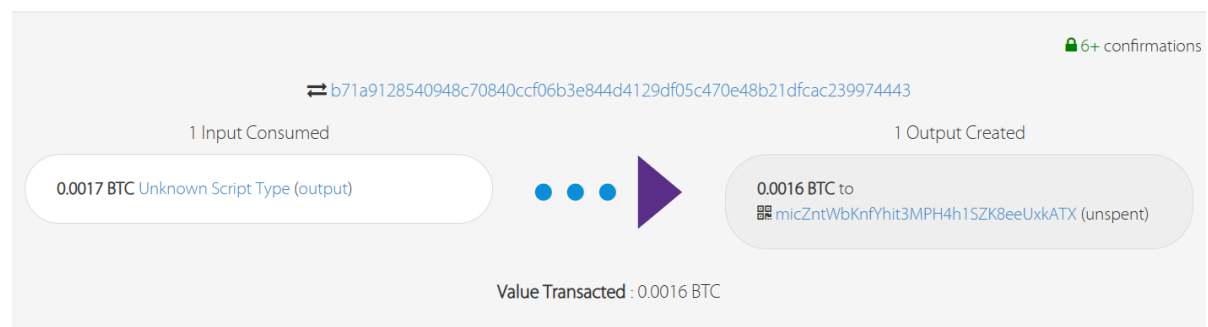 6+ confirmations
b71a9128540948c70840ccf06b3e844d4129df05c470e48b21dfcac239974443
1 Input Consumed
0.0017 BTC Unknown Script Type (output)
1 Output Created
0.0016 BTC to
micZntWbKnfYhit3MPH4h1SZK8eeUxkATX (unspent)
Value Transacted : 0.0016 BTC